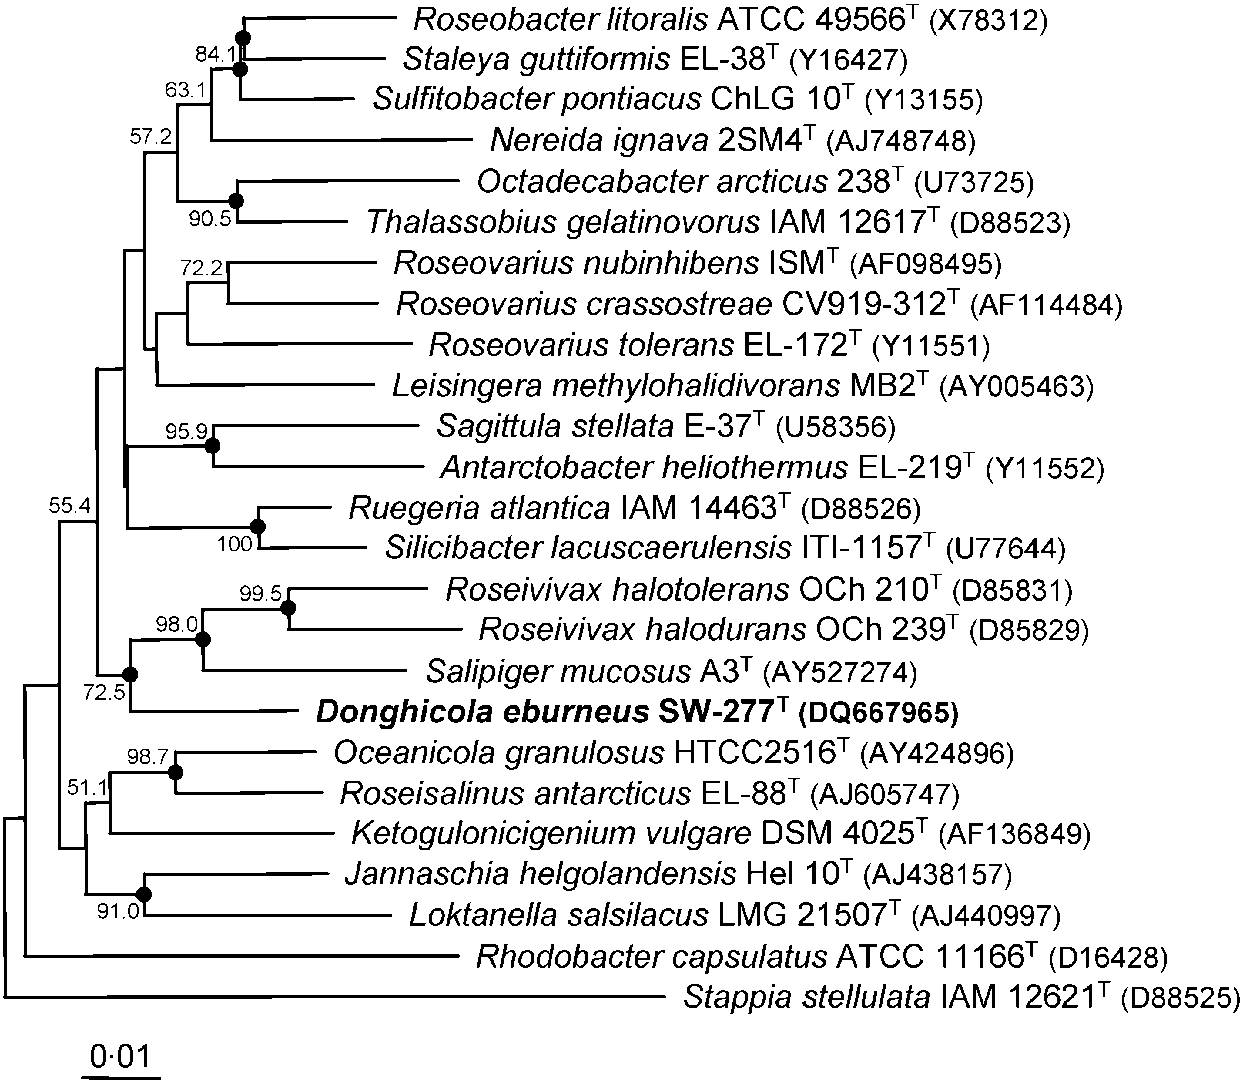 Roseobacter litoralis ATCC 49566T (X78312)
84.1
Staleya guttiformis EL-38T (Y16427)
63.1
Sulfitobacter pontiacus ChLG 10T (Y13155)
57.2
Nereida ignava 2SM4T (AJ748748)
Octadecabacter arcticus 238T (U73725)
90.5
Thalassobius gelatinovorus IAM 12617T (D88523)
72.2
Roseovarius nubinhibens ISMT (AF098495)
Roseovarius crassostreae CV919-312T (AF114484)
Roseovarius tolerans EL-172T (Y11551)
Leisingera methylohalidivorans MB2T (AY005463)
95.9
Sagittula stellata E-37T (U58356)
Antarctobacter heliothermus EL-219T (Y11552)
55.4
Ruegeria atlantica IAM 14463T (D88526)
100
Silicibacter lacuscaerulensis ITI-1157T (U77644)
99.5
Roseivivax halotolerans OCh 210T (D85831)
98.0
Roseivivax halodurans OCh 239T (D85829)
Salipiger mucosus A3T (AY527274)
72.5
Donghicola eburneus SW-277T (DQ667965)
98.7
Oceanicola granulosus HTCC2516T (AY424896)
51.1
Roseisalinus antarcticus EL-88T (AJ605747)
Ketogulonicigenium vulgare DSM 4025T (AF136849)
Jannaschia helgolandensis Hel 10T (AJ438157)
91.0
Loktanella salsilacus LMG 21507T (AJ440997)
Rhodobacter capsulatus ATCC 11166T (D16428)
Stappia stellulata IAM 12621T (D88525)
0·01